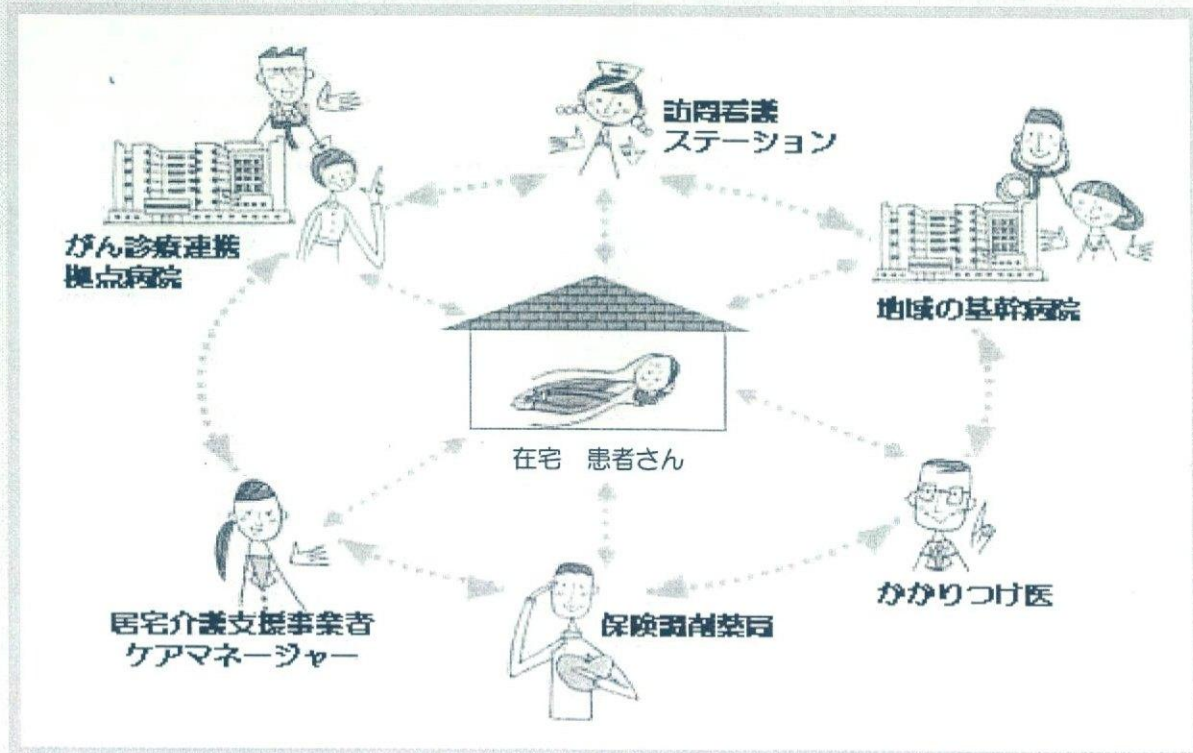 訪問看護
ステーション
がん診療連携
拠点病院
地域の基幹病院
在宅 患者さん
かかりつけ医
居宅介護支援事業者
ケアマネージャー
保険調剤薬局